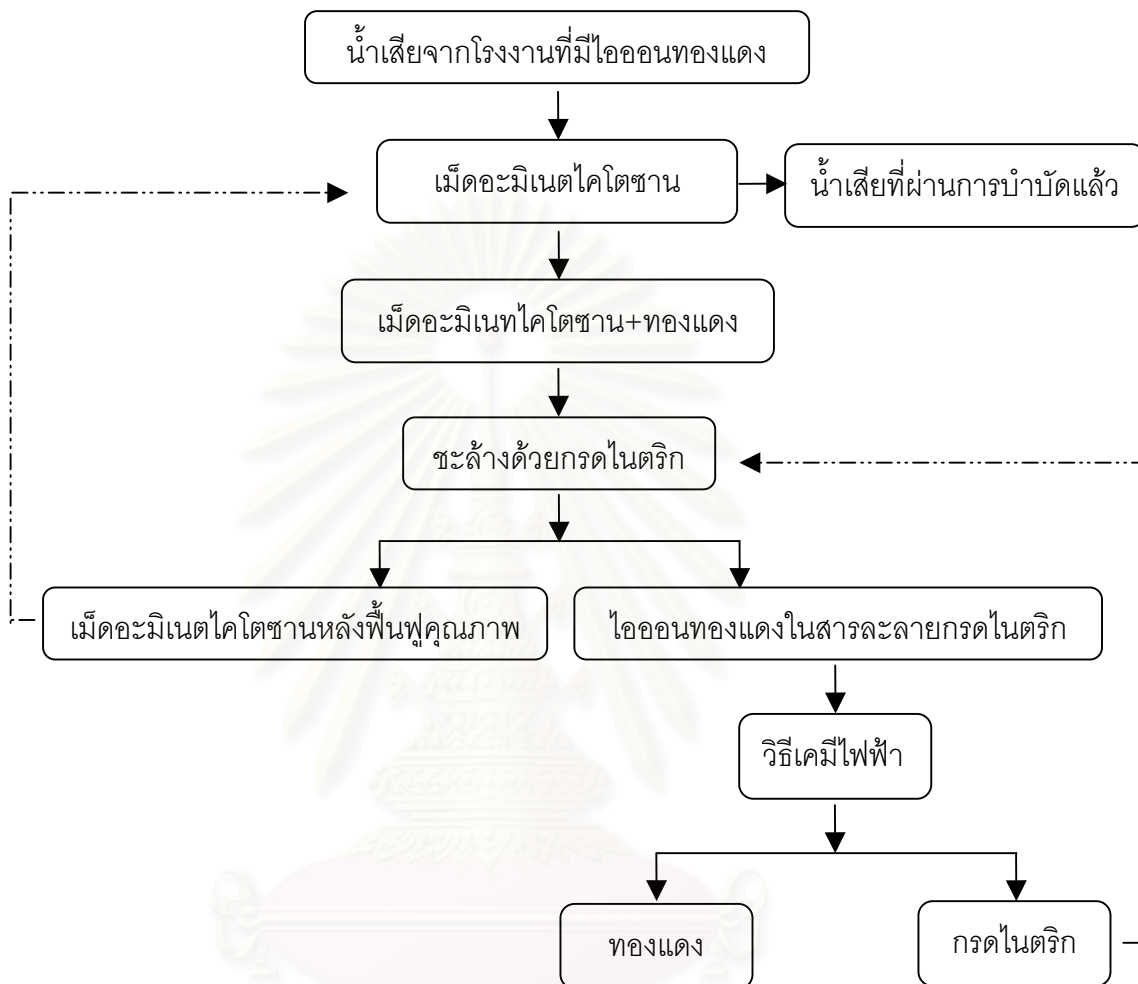 น้ำเสียจากโรงงานที่มีไอออนทองแดง
เม็ดอะมิเนตไคโตซาน
น้ำเสียที่ผ่านการบำบัดแล้ว
เม็ดอะมิเนทไคโตซาน+ทองแดง
ชะล้างด้วยกรดไนตริก
เม็ดอะมิเนตไคโตซานหลังฟื้นฟูคุณภาพ
ไอออนทองแดงในสารละลายกรดไนตริก
วิธีเคมีไฟฟ้า
ทองแดง
กรดไนตริก